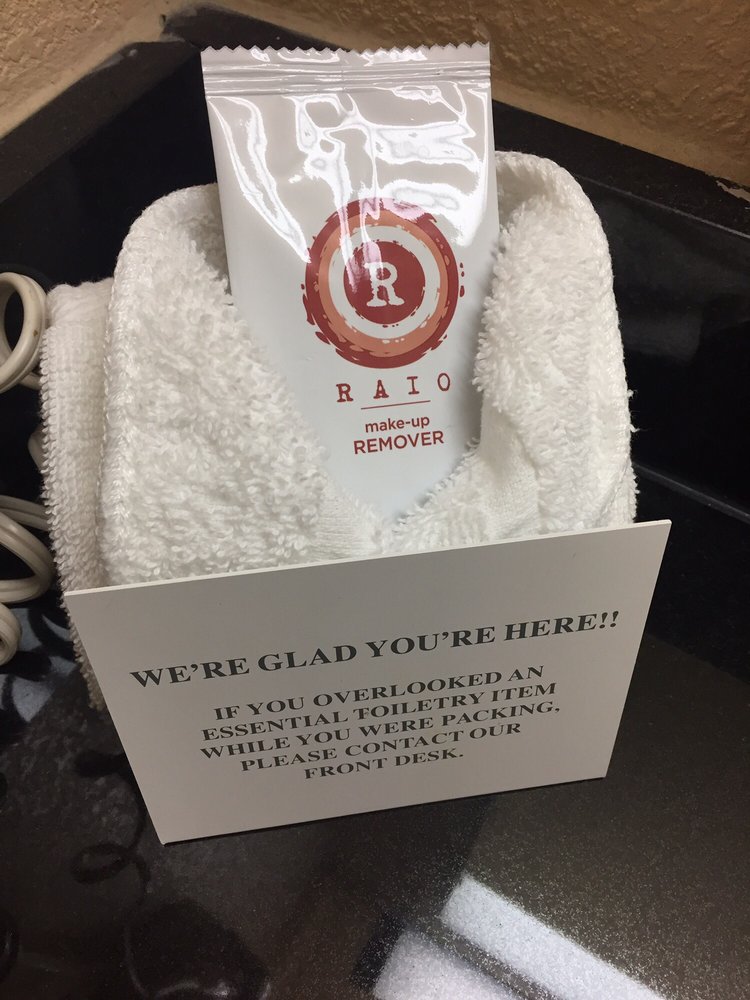 R
RAIO
make-up
REMOVER
WE'RE GLAD YOU'RE HERE!!
IF YOU OVERLOOKED AN
ESSENTIAL TOILETRY ITEM
WHILE YOU WERE PACKING,
PLEASE CONTACT OUR
FRONT DESK.